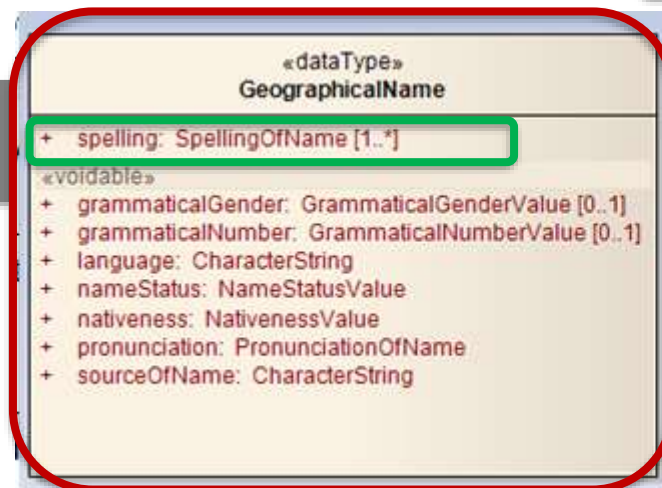 «dataType»
GeographicalName
+ spelling: SpellingOfName [1..*]
«voidable»
+ grammaticalGender: GrammaticalGenderValue [0..1]
+ grammaticalNumber: GrammaticalNumberValue [0..1]
+ language: CharacterString
+ nameStatus: NameStatusValue
+ nativeness: NativenessValue
+ pronunciation: PronunciationOfName
+ sourceOfName: CharacterString